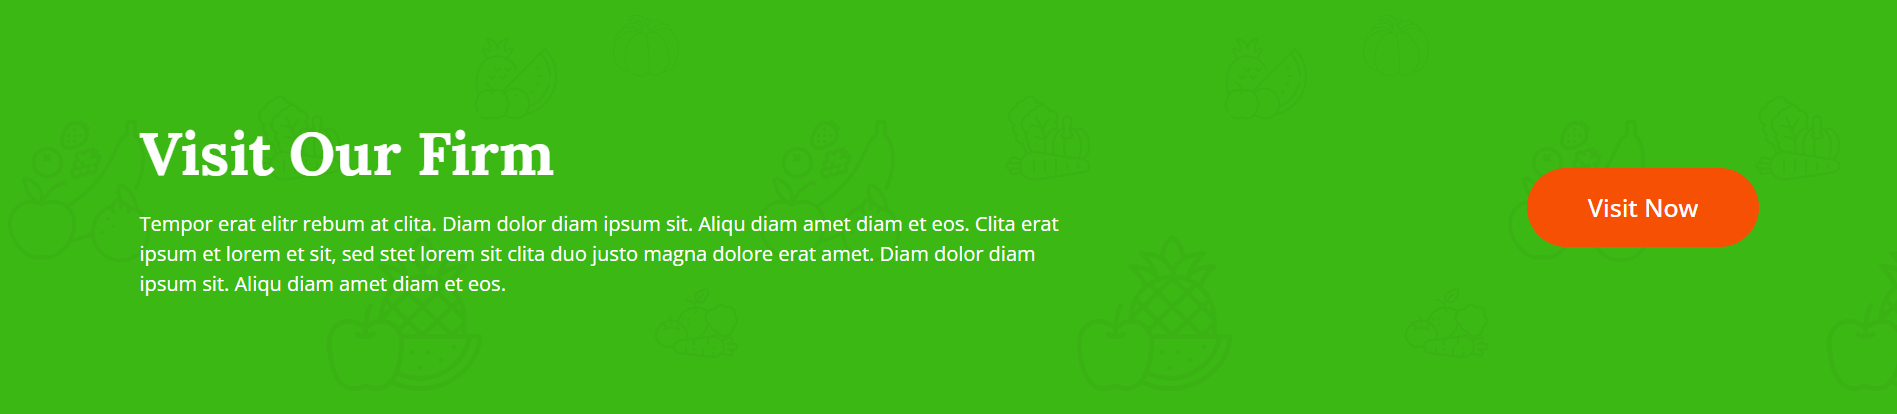 Visit Our Firm
Tempor erat elitr rebum at clita. Diam dolor diam ipsum sit. Aliqu diam amet diam et eos. Clita erat
ipsum et lorem et sit, sed stet lorem sit clita duo justo magna dolore erat amet. Diam dolor diam
ipsum sit. Aliqu diam amet diam et eos.
Visit Now